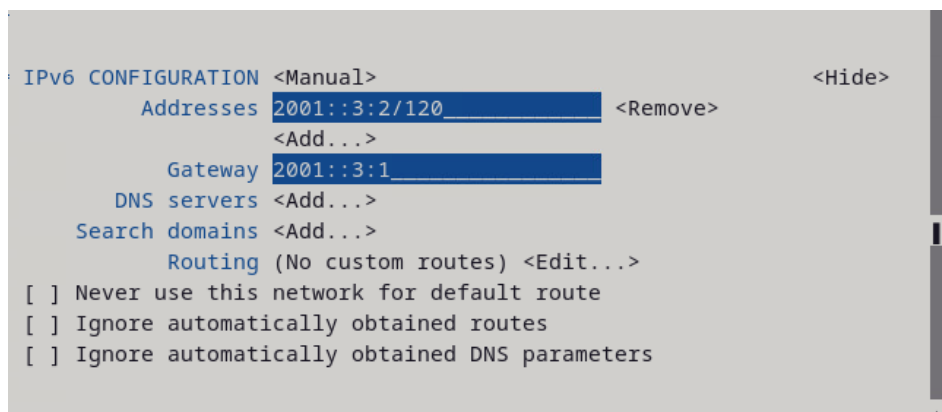 IPv6 CONFIGURATION <Manual> <Hide>
Addresses 2001::3:2/120____________ <Remove>
<Add...>
Gateway 2001::3:1________________
DNS servers <Add...>
Search domains <Add...>
Routing (No custom routes) <Edit...>
[ ] Never use this network for default route
[ ] Ignore automatically obtained routes
[ ] Ignore automatically obtained DNS parameters